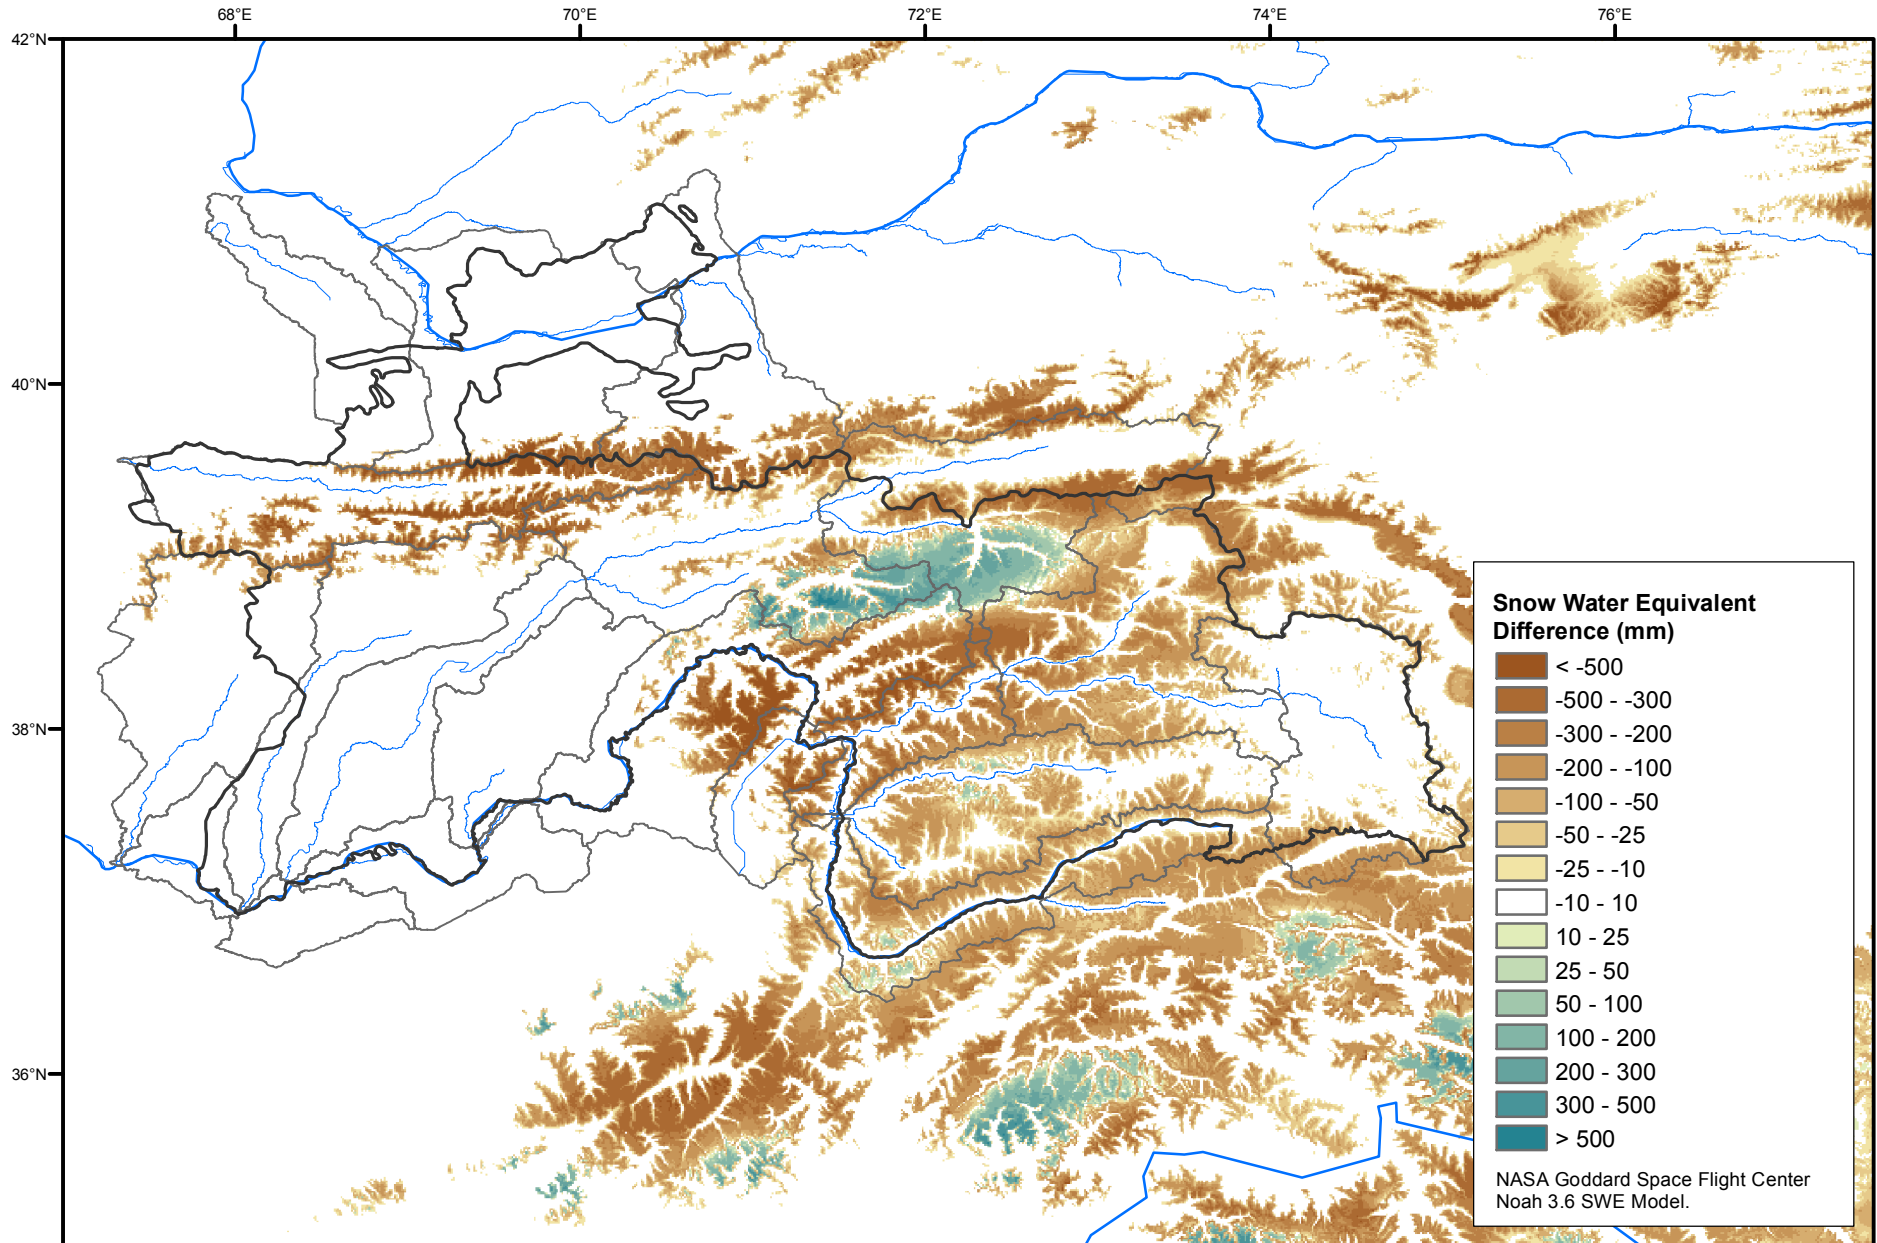 68°E
70°E
72°E
74°E
76°E
42°N
40°N
38°N
36°N
Snow Water Equivalent
Difference (mm)
< -500
-500 - -300
-300 - -200
-200 - -100
-100 - -50
-50 - -25
-25 - -10
-10 - 10
10 - 25
25 - 50
50 - 100
100 - 200
200 - 300
300 - 500
> 500
NASA Goddard Space Flight Center
Noah 3.6 SWE Model.